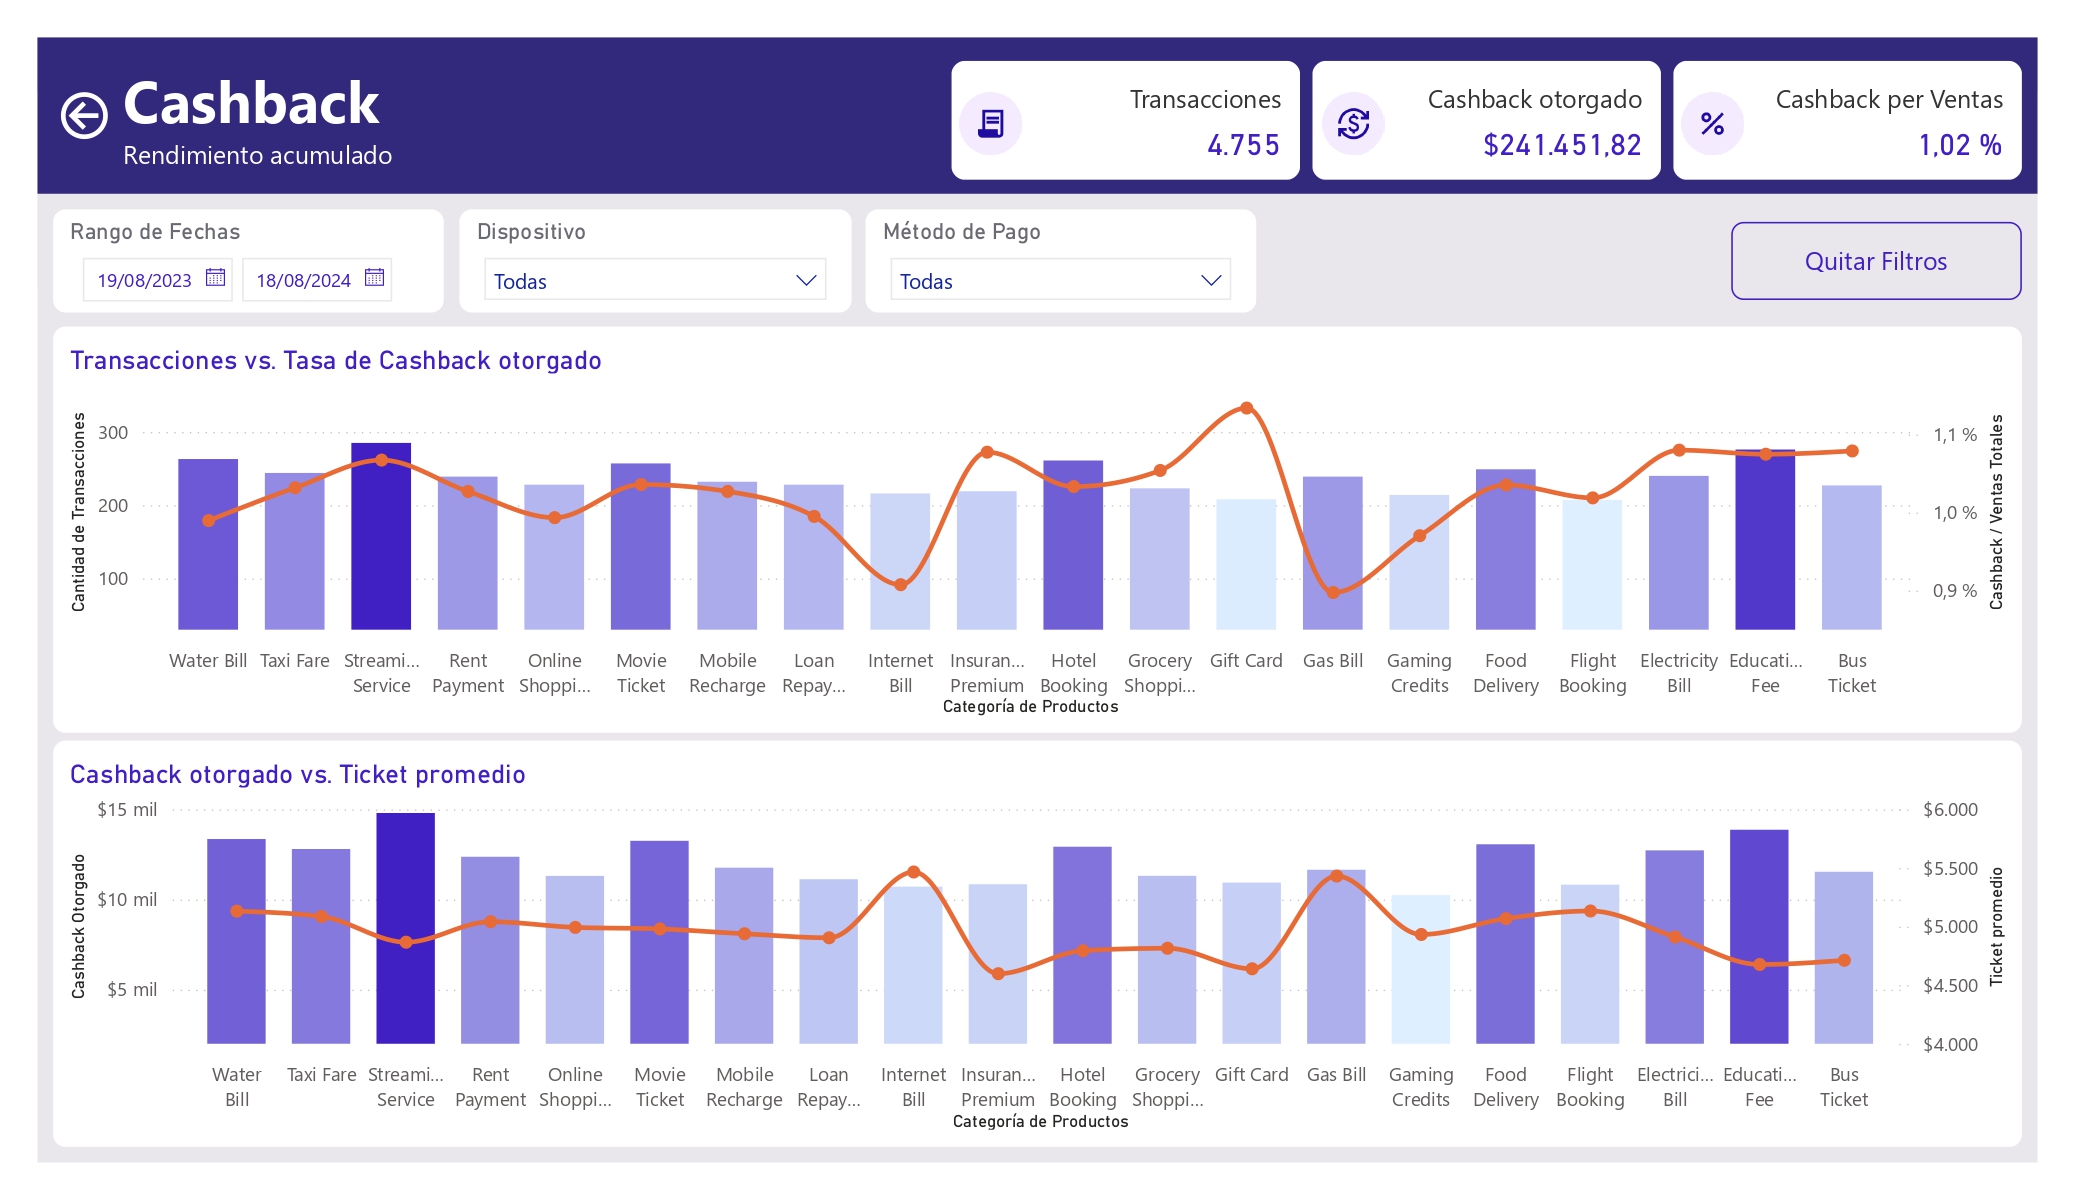 Cashback
Rendimiento acumulado
Transacciones
4.755
Cashback otorgado
$241.451,82
%
Cashback per Ventas
1,02 %
Rango de Fechas
19/08/2023
18/08/2024
Dispositivo
Todas
Método de Pago
Todas
Quitar Filtros
Transacciones vs. Tasa de Cashback otorgado
Cantidad de Transacciones
300
200
100
1,1 %
1,0 %
0,9 %
Cashback / Ventas Totales
Water Bill
Taxi Fare
Streami...
Service
Rent
Payment
Online
Shoppi...
Movie
Ticket
Mobile
Recharge
Loan
Repay...
Internet
Bill
Insuran...
Premium
Hotel
Booking
Grocery
Shoppi...
Gift Card
Gas Bill
Gaming
Credits
Food
Delivery
Flight
Booking
Electricity
Bill
Educati...
Fee
Bus
Ticket
Categoría de Productos
Cashback otorgado vs. Ticket promedio
Cashback Otorgado
$15 mil
$10 mil
$5 mil
$6.000
$5.500
$5.000
$4.500
$4.000
Ticket promedio
Water
Bill
Taxi Fare
Streami...
Service
Rent
Payment
Online
Shoppi...
Movie
Ticket
Mobile
Recharge
Loan
Repay...
Internet
Bill
Insuran...
Premium
Hotel
Booking
Grocery
Shoppi...
Gift Card
Gas Bill
Gaming
Credits
Food
Delivery
Flight
Booking
Electrici...
Bill
Educati...
Fee
Bus
Ticket
Categoría de Productos